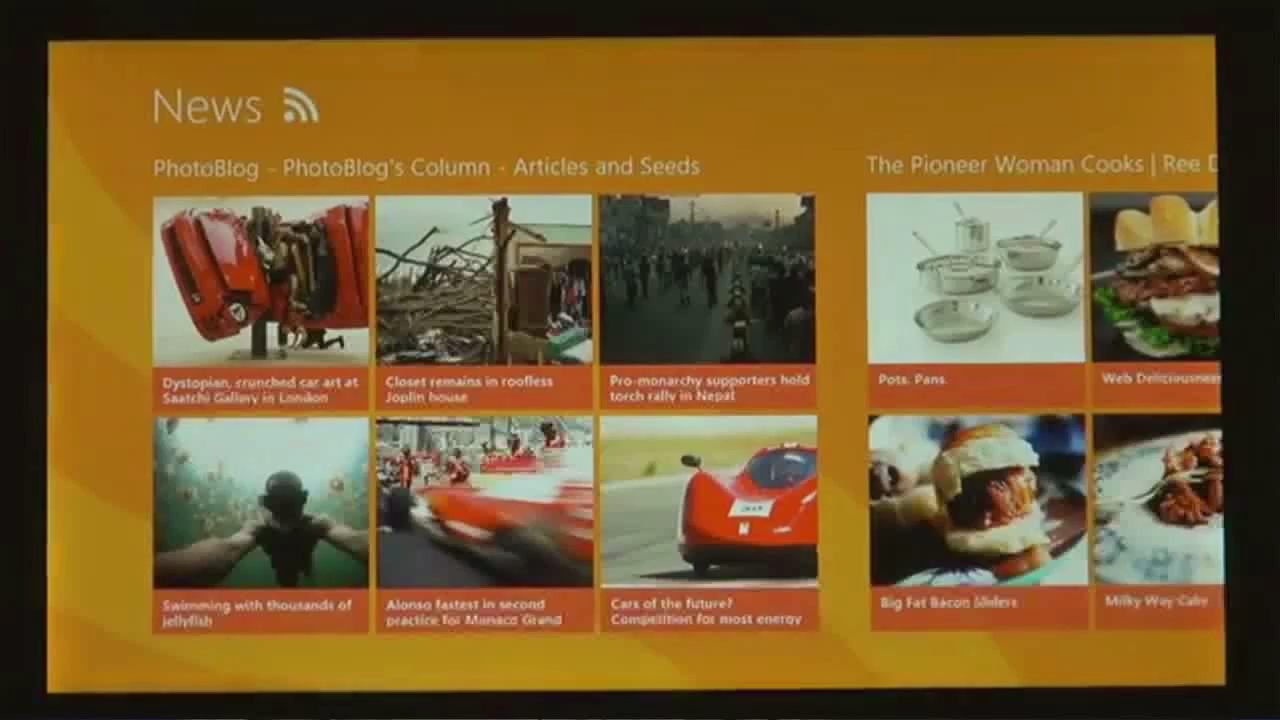 News
PhotoBlog - PhotoBlog's Column - Articles and Seeds
The Pioneer Woman Cooks | Ree D
Dystopian, crunched car art at
Saatchi Gallery in London
Closet remains in roofless
Joplin house
Pro-monarchy supporters hold
torch rally in Nepal
Pots. Pans.
Web Deliciousness
Swimming with thousands of
jellyfish
Alonso fastest in second
practice for Monaco Grand
Cars of the future?
Competition for most energy
Big Fat Bacon Sliders
Milky Way Cake